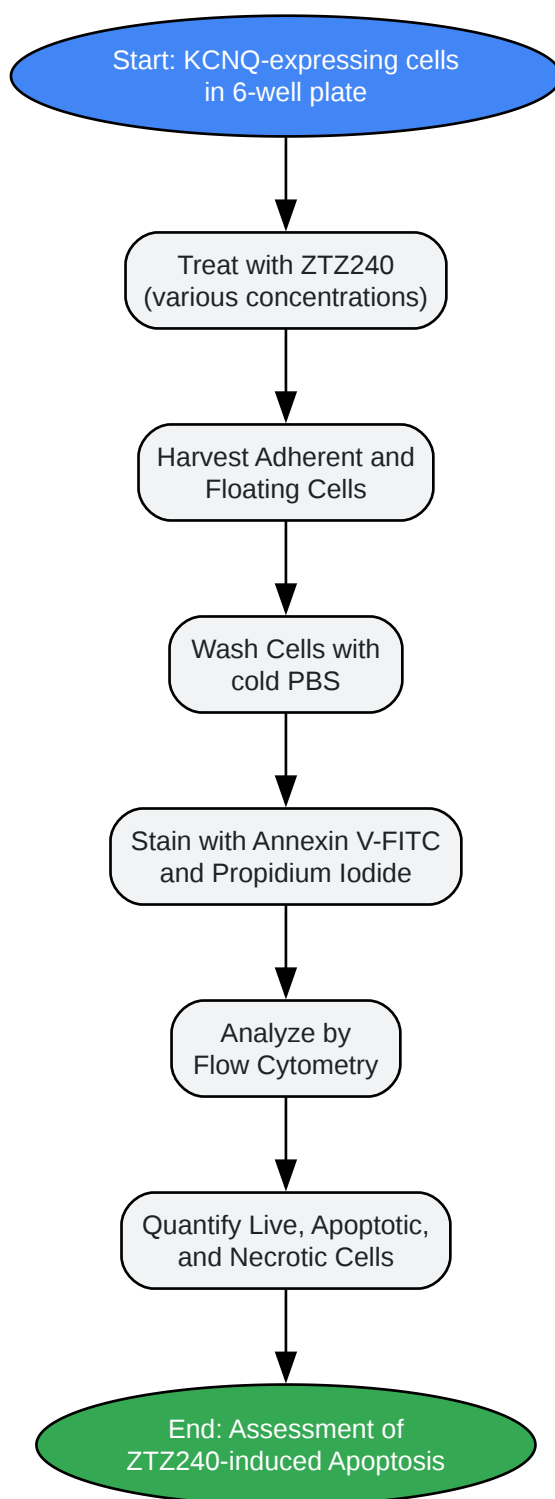 Start: KCNQ-expressing cells
in 6-well plate
Treat with ZTZ240
(various concentrations)
Harvest Adherent and
Floating Cells
Wash Cells with
cold PBS
Stain with Annexin V-FITC
and Propidium Iodide
Analyze by
Flow Cytometry
Quantify Live, Apoptotic,
and Necrotic Cells
End: Assessment of
ZTZ240-induced Apoptosis